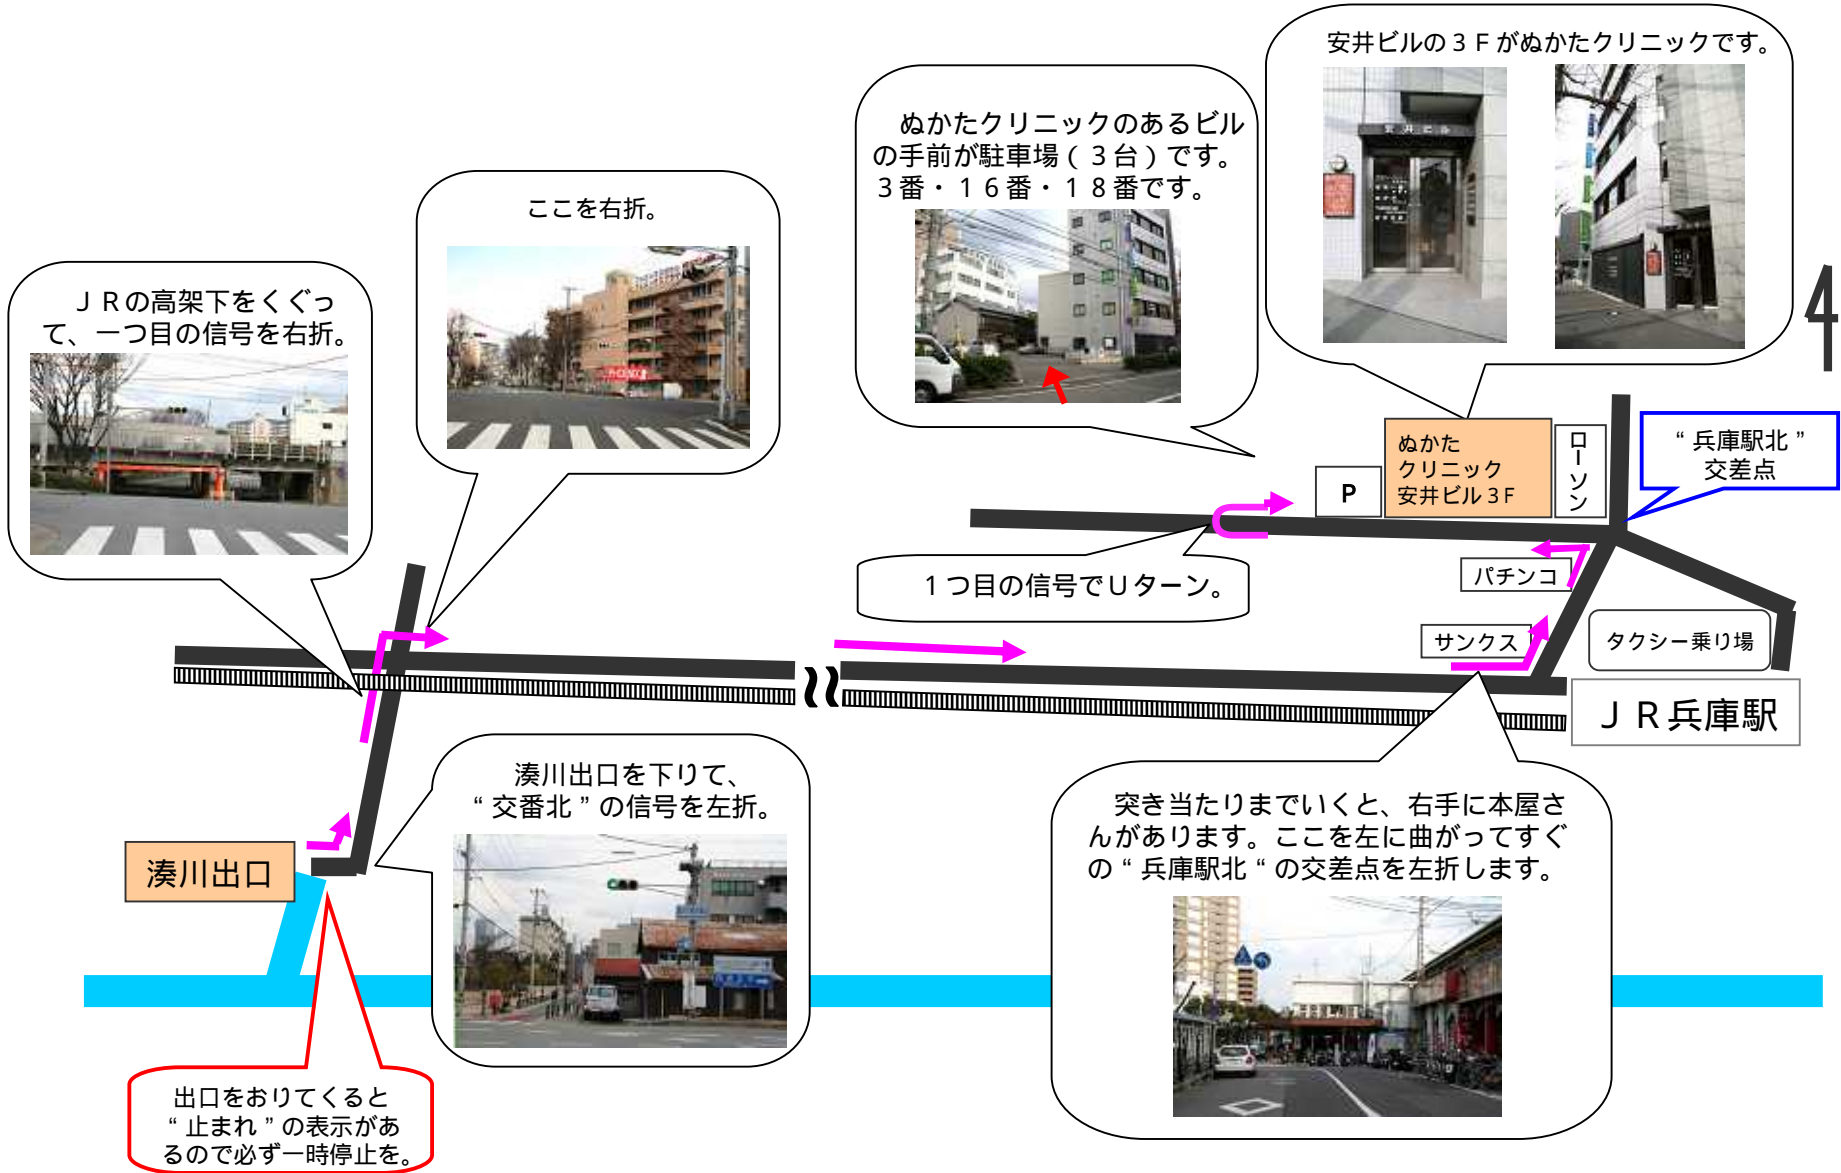 安井ビルの３Ｆがぬかたクリニックです。
安井ビル
ぬかたクリニックのあるビル
の手前が駐車場（３台）です。
３番・１６番・１８番です。
ここを右折。
ＪＲの高架下をくぐっ
て、一つ目の信号を右折。
4
“兵庫駅北”
交差点
ぬかた
クリニック
安井ビル３Ｆ
ローソン
P
１つ目の信号でＵターン。
パチンコ
サンクス
タクシー乗り場
ＪＲ兵庫駅
湊川出口を下りて、
“交番北”の信号を左折。
湊川出口
突き当たりまでいくと、右手に本屋さ
んがあります。ここを左に曲がってすぐ
の“兵庫駅北“の交差点を左折します。
出口をおりてくると
“止まれ”の表示があ
るので必ず一時停止を。